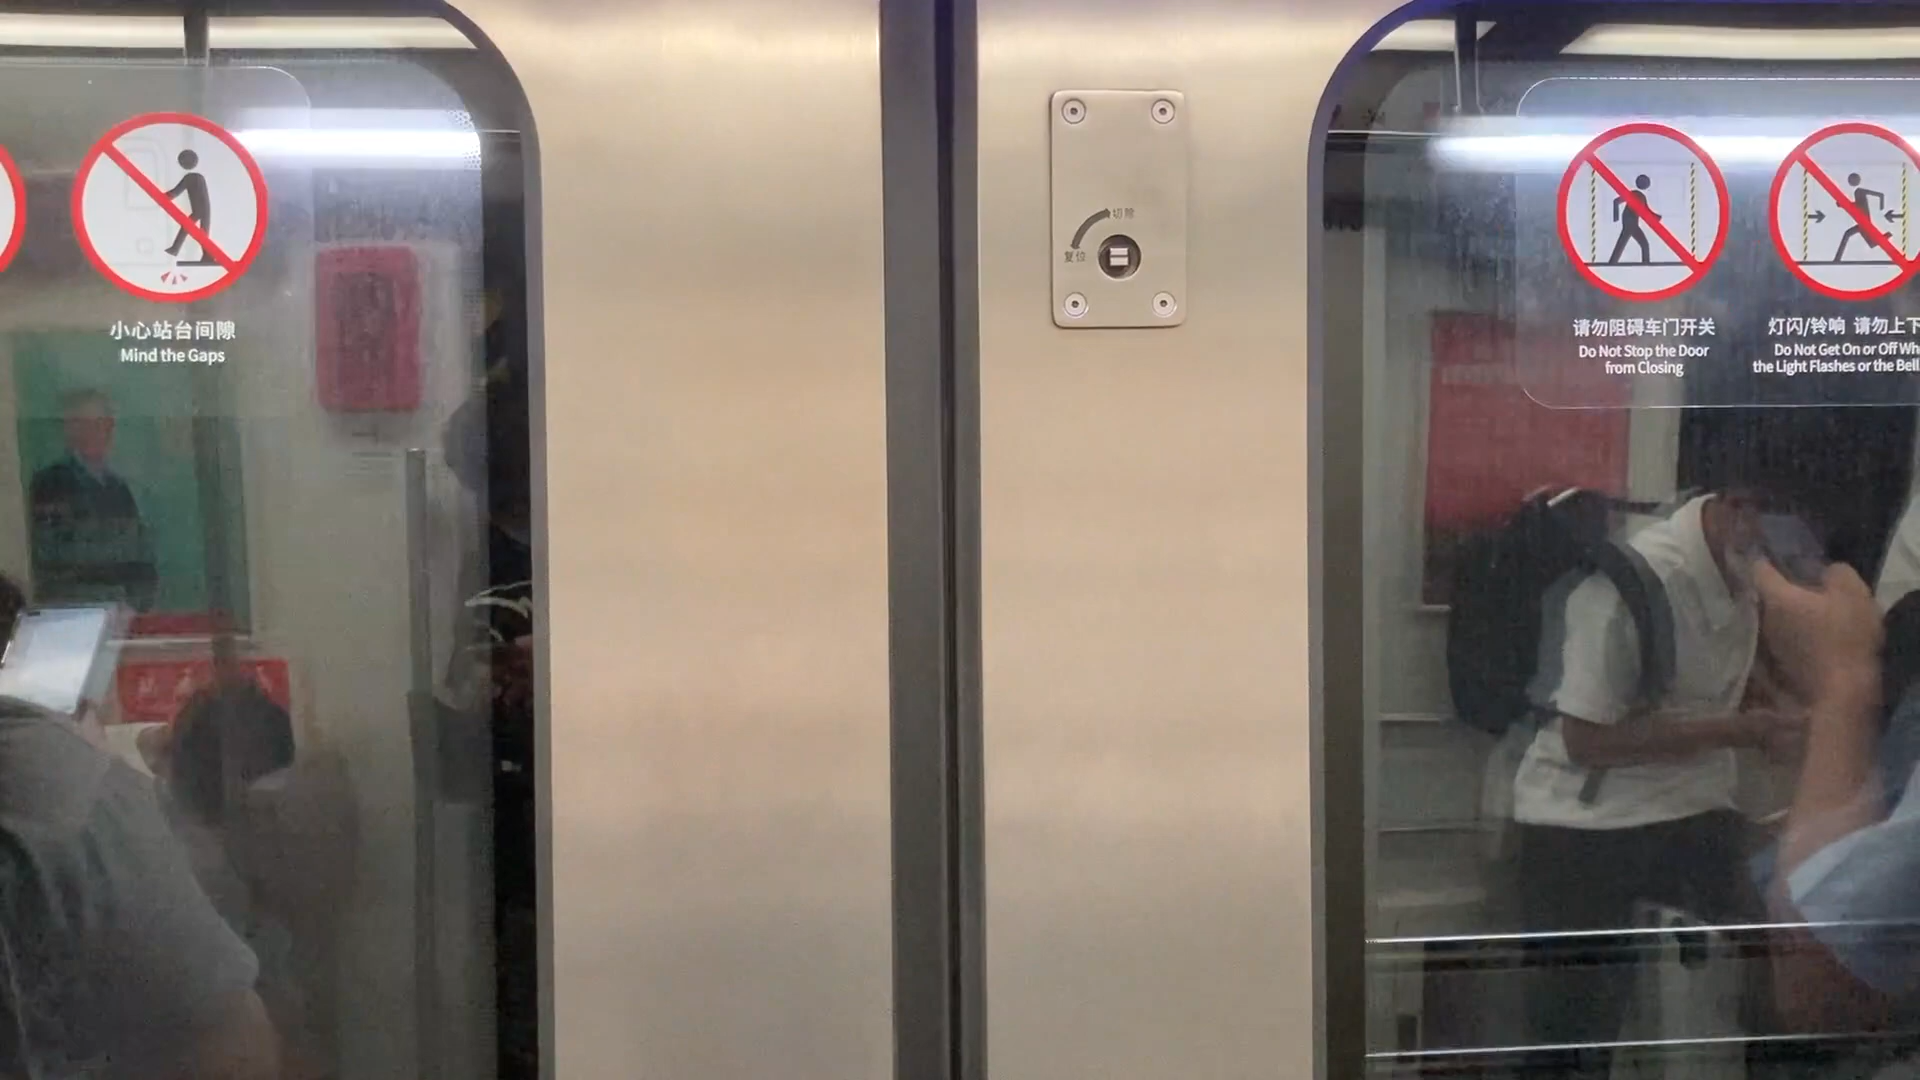 小心站台间隙
Mind the Gaps
切除
复位
请勿阻碍车门开关
Do Not Stop the Door
from Closing
灯闪/铃响 请勿上下
Do Not Get On or Off Wh
the Light Flashes or the Bell